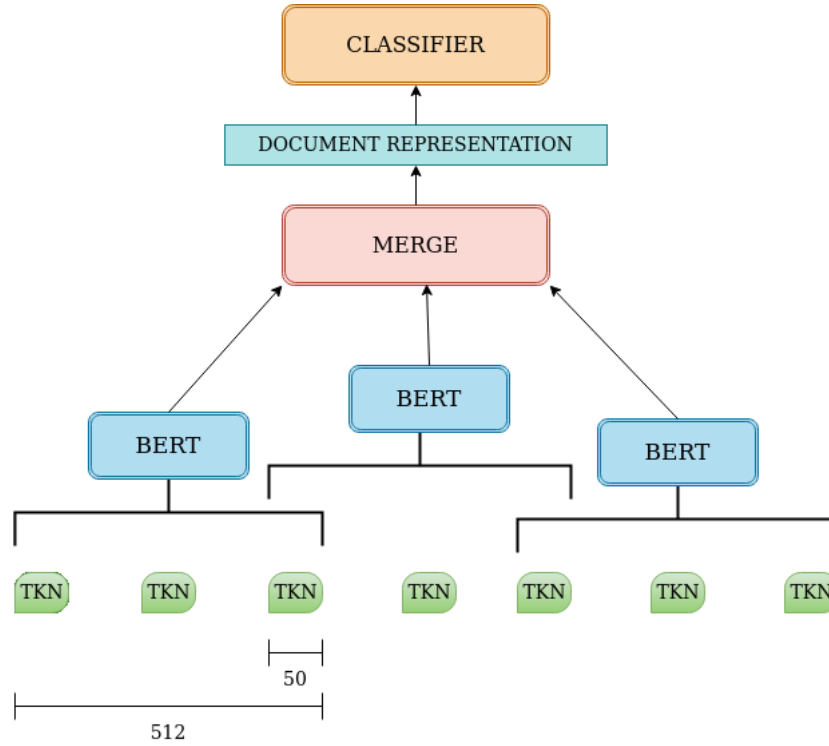 CLASSIFIER
DOCUMENT REPRESENTATION
MERGE
BERT
BERT
BERT
TKN TKN TKN TKN TKN TKN TKN
50
512